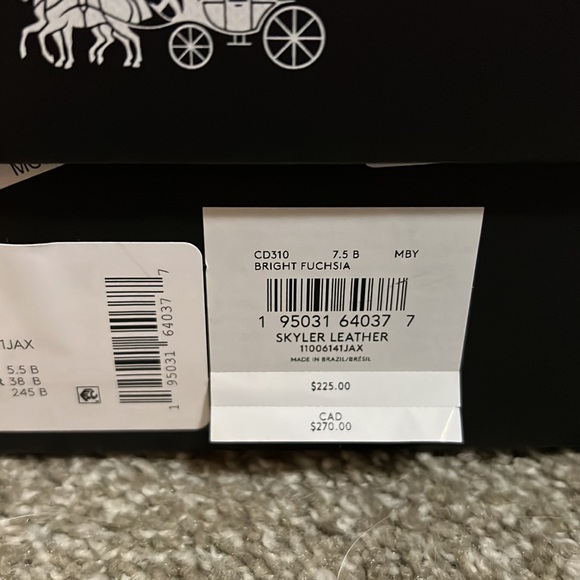 1JAX
5.5 B
38 B
245 B
1 95031 64037 7
CD310 7.5 B MBY
BRIGHT FUCHSIA
1 95031 64037 7
SKYLER LEATHER
11006141JAX
MADE IN BRAZIL/BRÉSIL
$225.00
CAD
$270.00